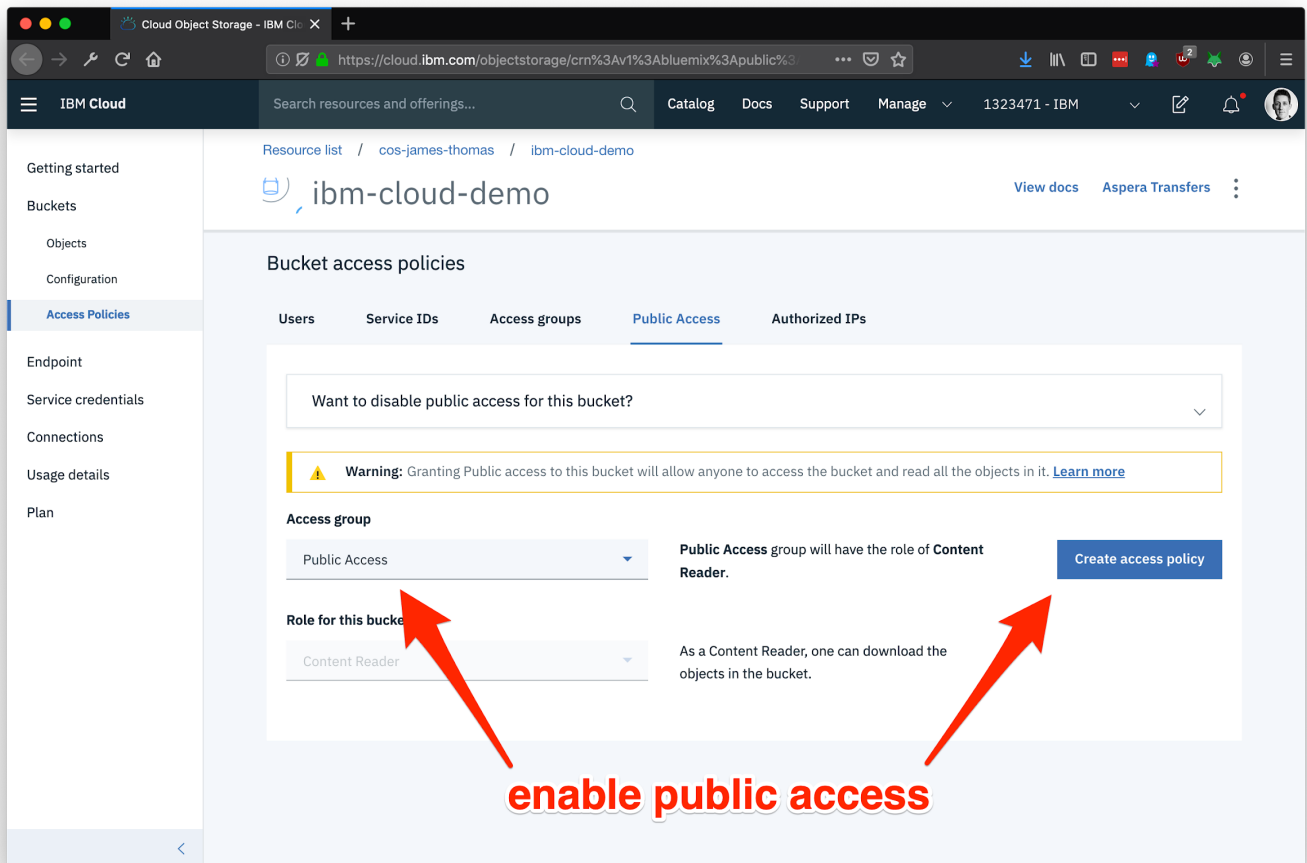 Cloud Object Storage - IBM Clo
https://cloud.ibm.com/objectstorage/crn%3Av1%3Abluemix%3Apublic%3
2
IBM Cloud
Search resources and offerings...
Catalog
Docs
Support
Manage
1323471 - IBM
Getting started
Buckets
Objects
Configuration
Access Policies
Endpoint
Service credentials
Connections
Usage details
Plan
Resource list / cos-james-thomas / ibm-cloud-demo
ibm-cloud-demo
View docs
Aspera Transfers
Bucket access policies
Users
Service IDs
Access groups
Public Access
Authorized IPs
Want to disable public access for this bucket?
Warning: Granting Public access to this bucket will allow anyone to access the bucket and read all the objects in it. Learn more
Access group
Public Access
Public Access group will have the role of Content
Reader.
Create access policy
Role for this bucke
Content Reader
As a Content Reader, one can download the
objects in the bucket.
enable public access